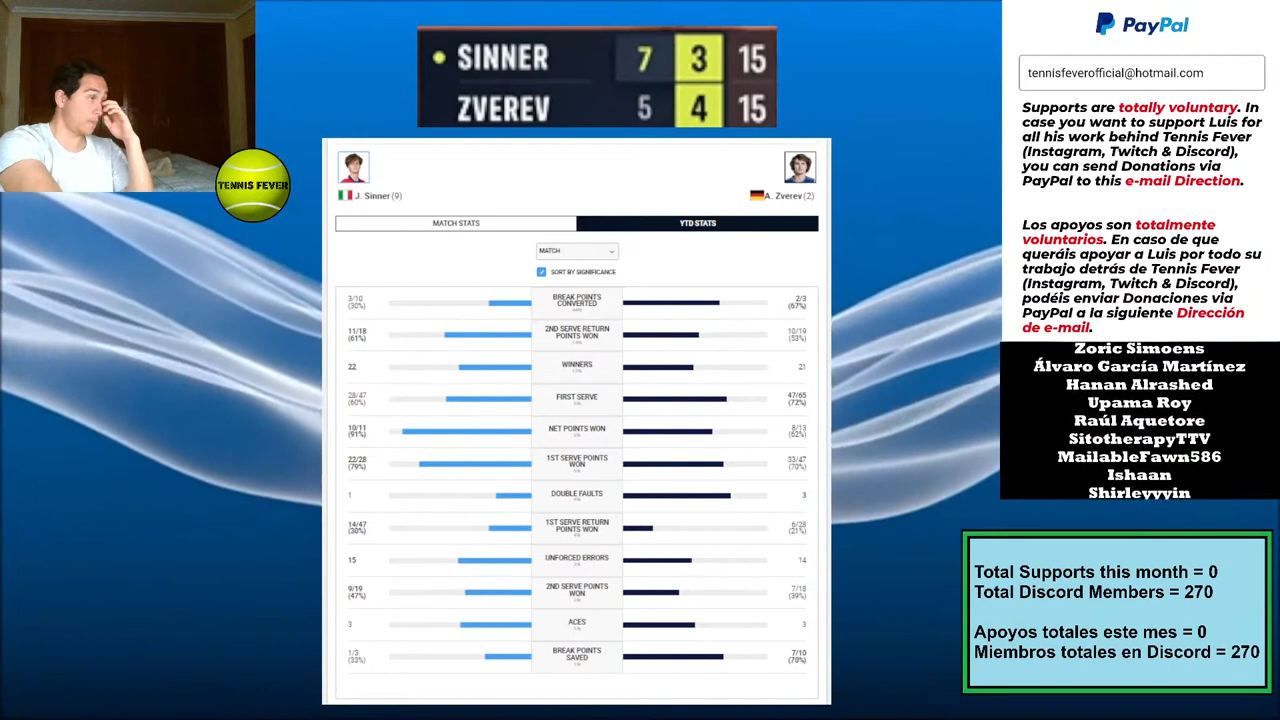 SINNER 7 3 15
ZVEREV 5 4 15
TENNIS FEVER
J. Sinner (9)
A. Zverev (2)
MATCH STATS
YTD STATS
MATCH
SORT BY SIGNIFICANCE
3/10
(30%)
BREAK POINTS
CONVERTED
2/3
(67%)
11/18
(61%)
2ND SERVE RETURN
POINTS WON
10/19
(53%)
22
WINNERS
21
28/47
(60%)
FIRST SERVE
47/65
(72%)
10/11
(91%)
NET POINTS WON
8/13
(62%)
22/28
(79%)
1ST SERVE POINTS
WON
33/47
(70%)
1
DOUBLE FAULTS
3
14/47
(30%)
1ST SERVE RETURN
POINTS WON
6/28
(21%)
15
UNFORCED ERRORS
14
9/19
(47%)
2ND SERVE POINTS
WON
7/18
(39%)
3
ACES
3
1/3
(33%)
BREAK POINTS
SAVED
7/10
(70%)
PayPal
tennisfeverofficial@hotmail.com
Supports are totally voluntary. In
case you want to support Luis for
all his work behind Tennis Fever
(Instagram, Twitch & Discord),
you can send Donations via
PayPal to this e-mail Direction.
Los apoyos son totalmente
voluntarios. En caso de que
queráis apoyar a Luis por todo su
trabajo detrás de Tennis Fever
(Instagram, Twitch & Discord),
podéis enviar Donaciones via
PayPal a la siguiente Dirección
de e-mail.
Zoric Simoens
Álvaro García Martínez
Hanan Alrashed
Upama Roy
Raúl Aquetore
SitotherapyTTV
MailableFawn586
Ishaan
Shirleyyyin
Total Supports this month = 0
Total Discord Members = 270
Apoyos totales este mes = 0
Miembros totales en Discord = 270